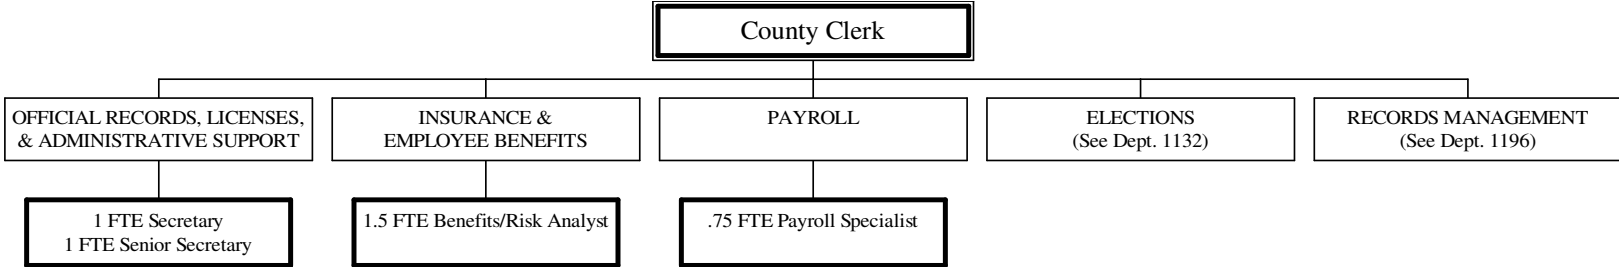 County Clerk
OFFICIAL RECORDS, LICENSES,
& ADMINISTRATIVE SUPPORT
INSURANCE &
EMPLOYEE BENEFITS
PAYROLL
ELECTIONS
(See Dept. 1132)
RECORDS MANAGEMENT
(See Dept. 1196)
1 FTE Secretary
1 FTE Senior Secretary
1.5 FTE Benefits/Risk Analyst
.75 FTE Payroll Specialist